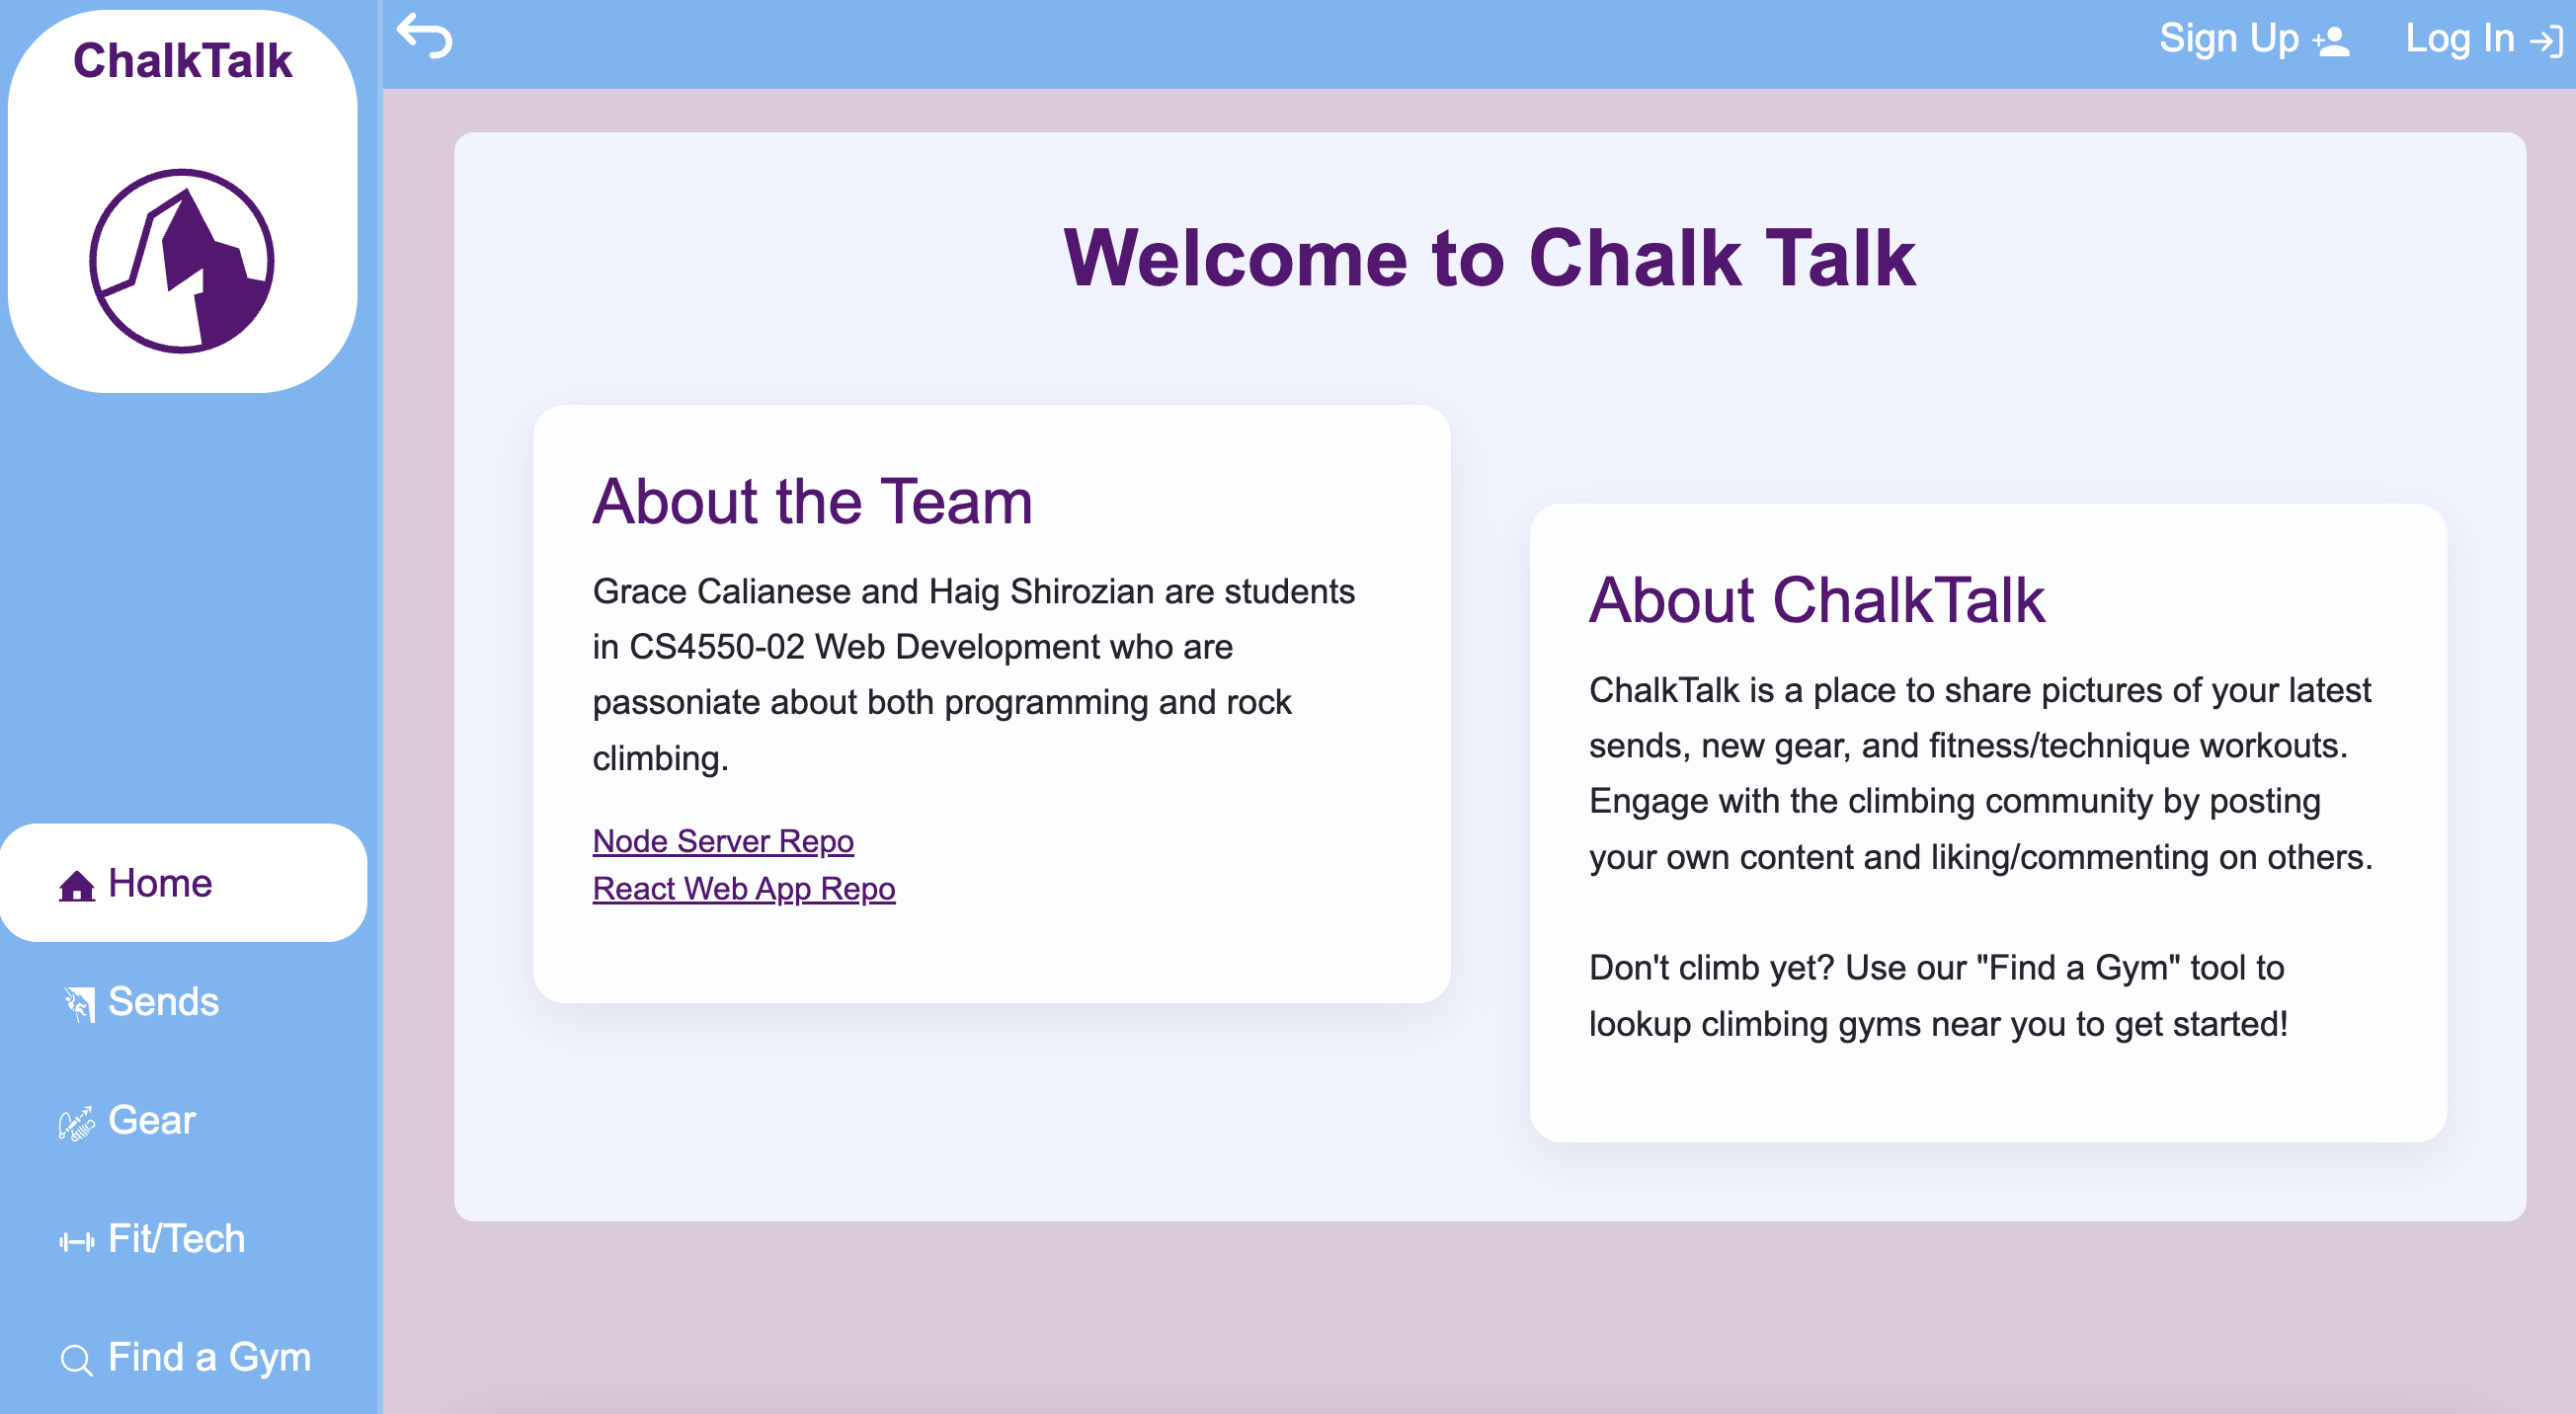 ChalkTalk
Sign Up
Log In
Welcome to Chalk Talk
About the Team
Grace Calianese and Haig Shirozian are students
in CS4550-02 Web Development who are
passoniate about both programming and rock
climbing.
Node Server Repo
React Web App Repo
About ChalkTalk
ChalkTalk is a place to share pictures of your latest
sends, new gear, and fitness/technique workouts.
Engage with the climbing community by posting
your own content and liking/commenting on others.
Don't climb yet? Use our "Find a Gym" tool to
lookup climbing gyms near you to get started!
Home
Sends
Gear
Fit/Tech
Find a Gym